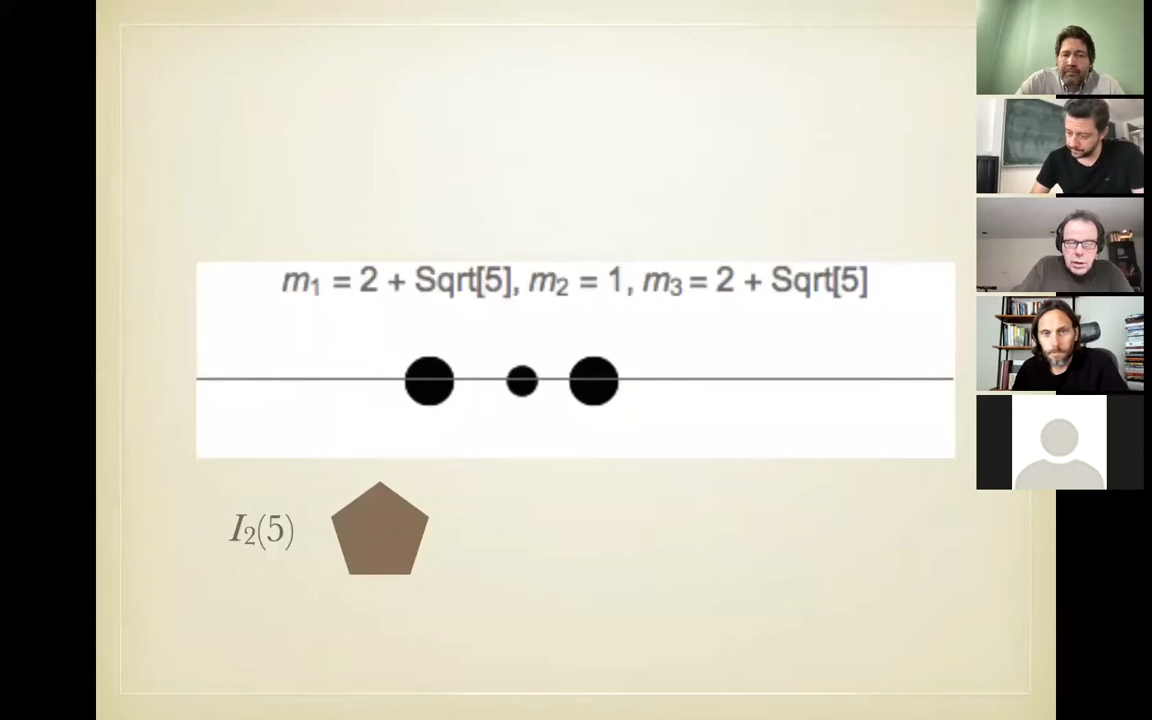 m₁ = 2 + Sqrt[5], m₂ = 1, m₃ = 2 + Sqrt[5]
I₂(5)